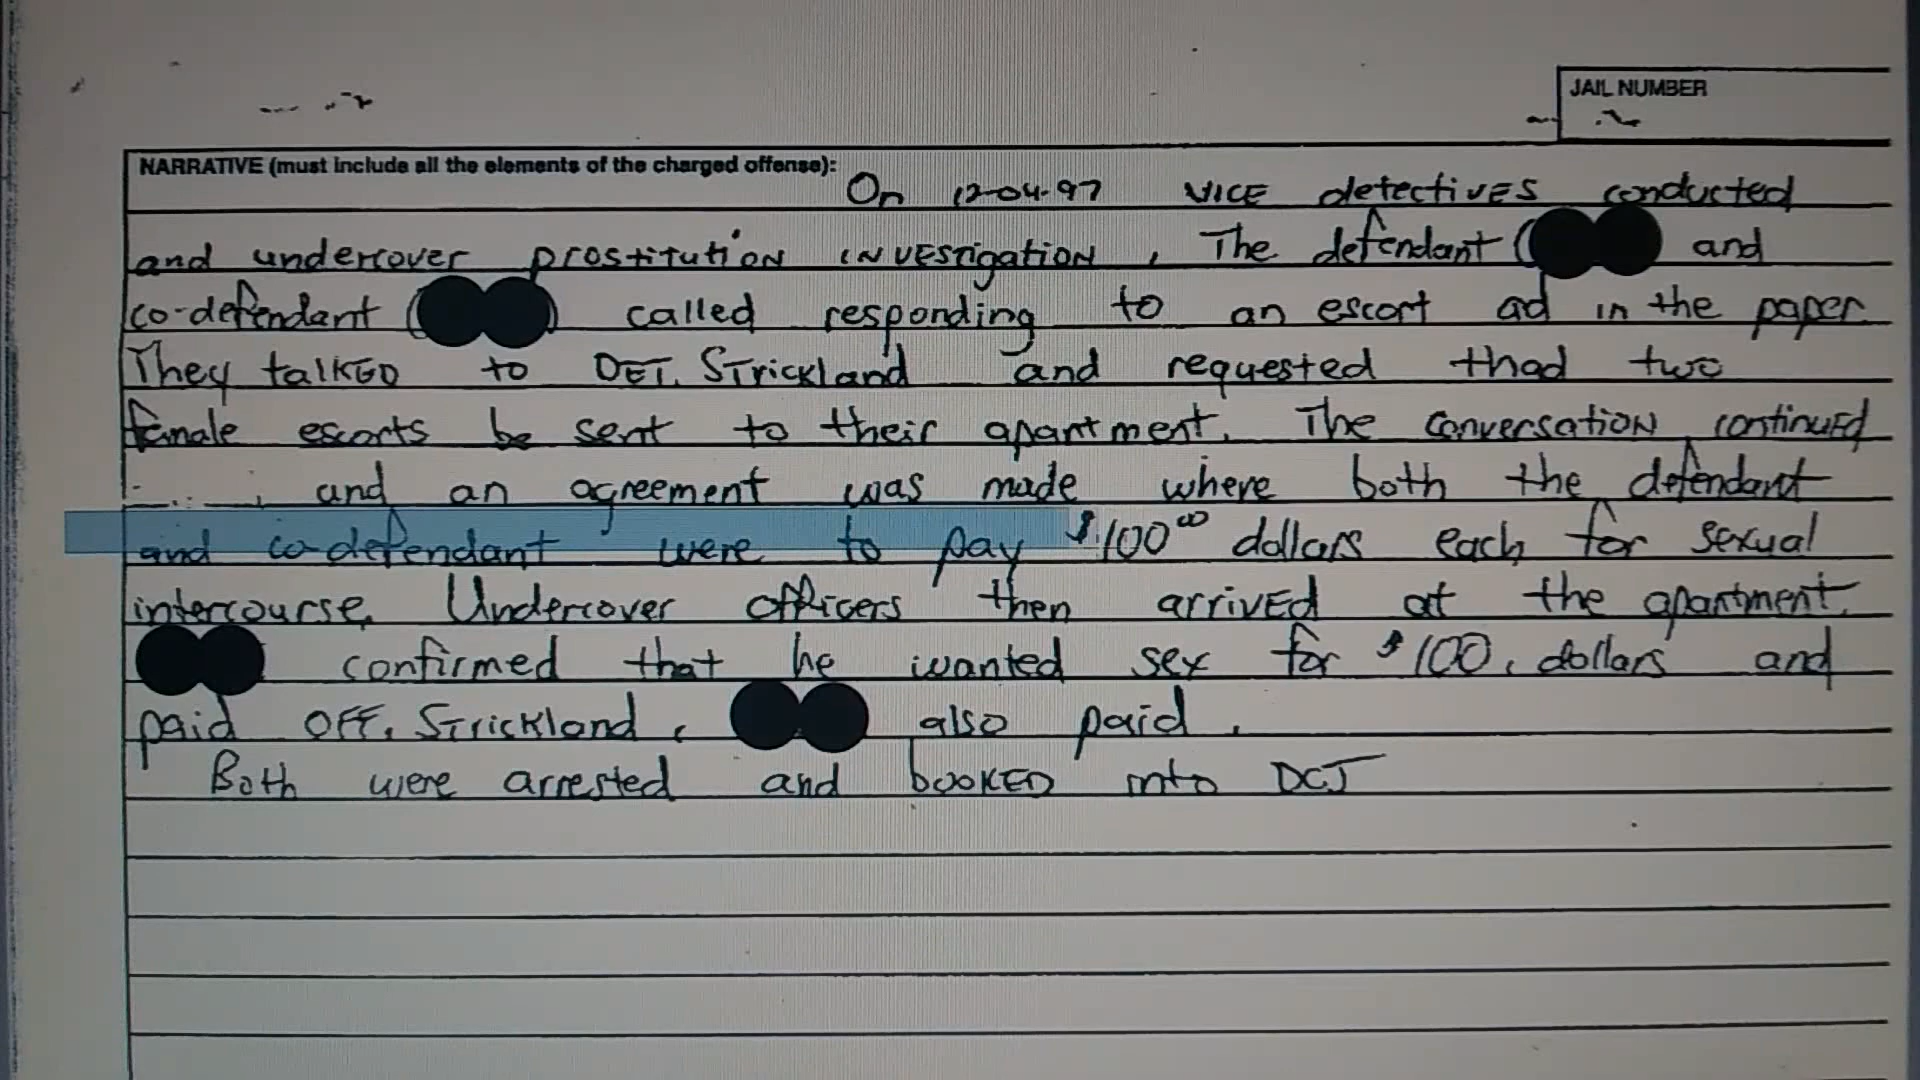 JAIL NUMBER
NARRATIVE (must include all the elements of the charged offense): On 12-04-97 VICE detectives conducted
and undercover prostitution investigation. The defendant ( and
co-defendant ( ) called responding to an escort ad in the paper
They talked to DET. Strickland and requested thad two
female escorts be sent to their apartment. The conversation continued
and an agreement was made where both the defendant
and co-defendant were to pay $100⁰⁰ dollars each for sexual
intercourse. Undercover officers then arrived at the apartment.
confirmed that he wanted sex for $100. dollars and
paid OFF. Strickland. also paid.
Both were arrested and booked into DCJ